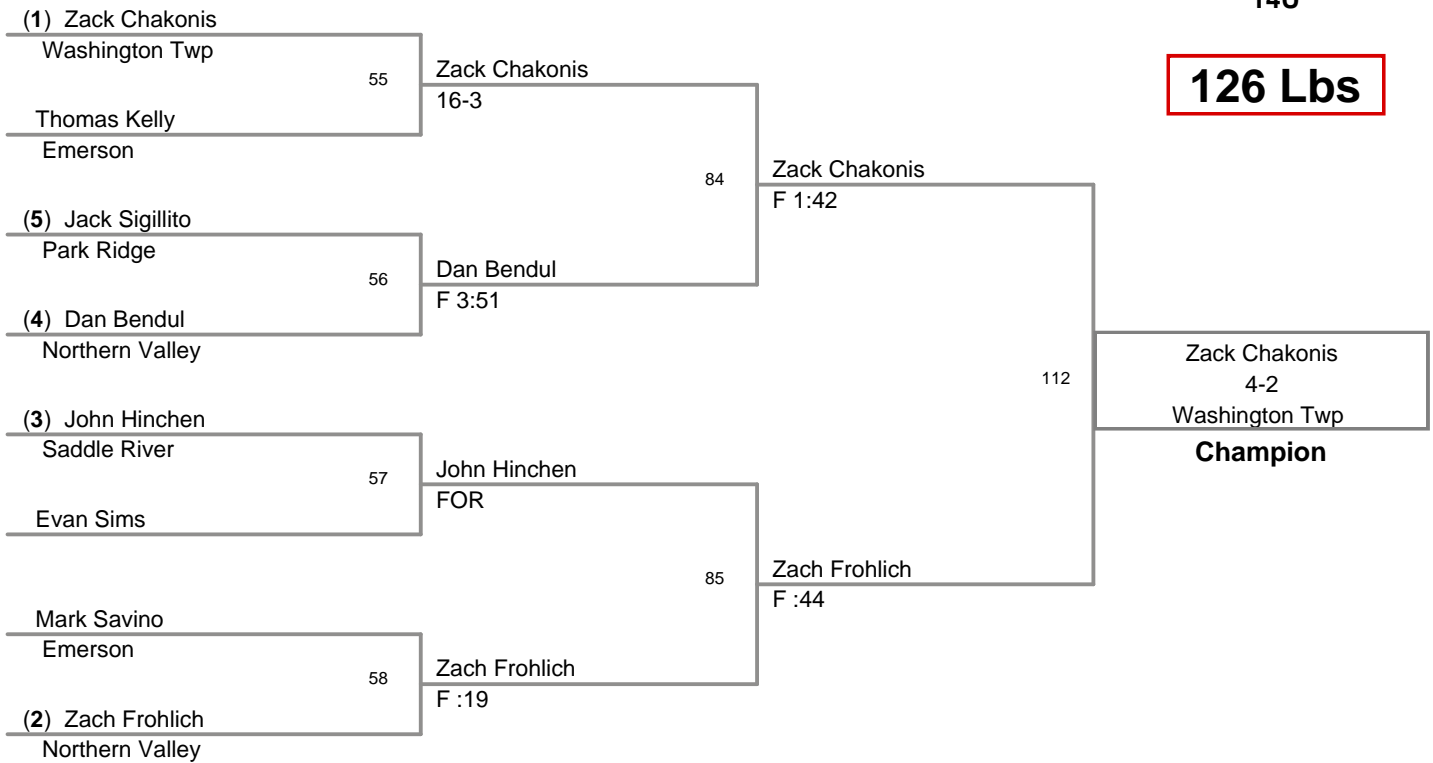 14U
126 Lbs
(1) Zack Chakonis
Washington Twp
55
Zack Chakonis
16-3
Thomas Kelly
Emerson
84
Zack Chakonis
F 1:42
(5) Jack Sigillito
Park Ridge
56
Dan Bendul
F 3:51
(4) Dan Bendul
Northern Valley
112
Zack Chakonis
4-2
Washington Twp
Champion
(3) John Hinchen
Saddle River
57
John Hinchen
FOR
Evan Sims
85
Zach Frohlich
F :44
Mark Savino
Emerson
58
Zach Frohlich
F :19
(2) Zach Frohlich
Northern Valley